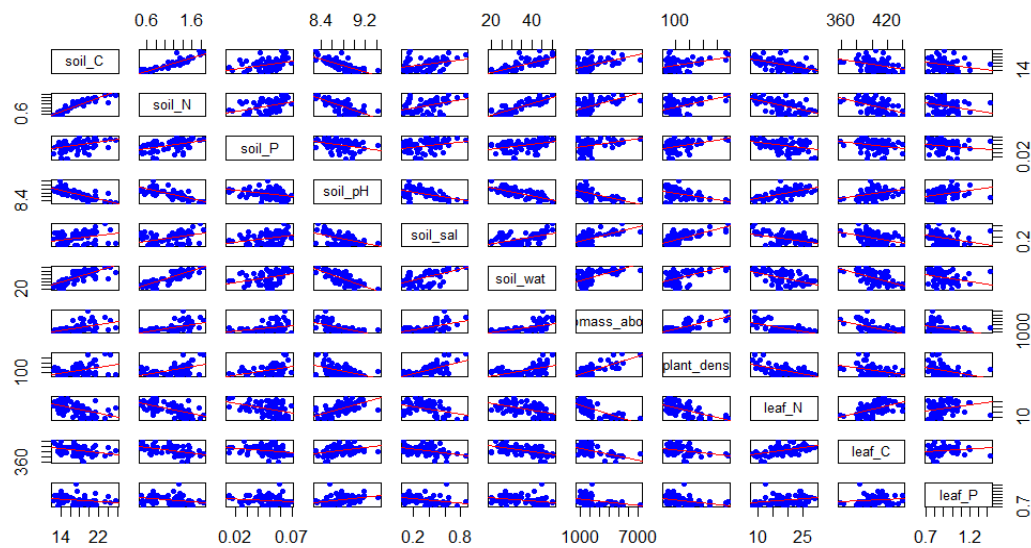 0.6 1.6 8.4 9.2 20 40 100 360 420
soil_C 14
0.6 soil_N
soil_P 0.02
8.4 soil_pH
soil_sal 0.2
20 soil_wat
omass_abo 1000
100 plant_dens
leaf_N 10
360 leaf_C
leaf_P 0.7
14 22 0.02 0.07 0.2 0.8 1000 7000 10 25 0.7 1.2